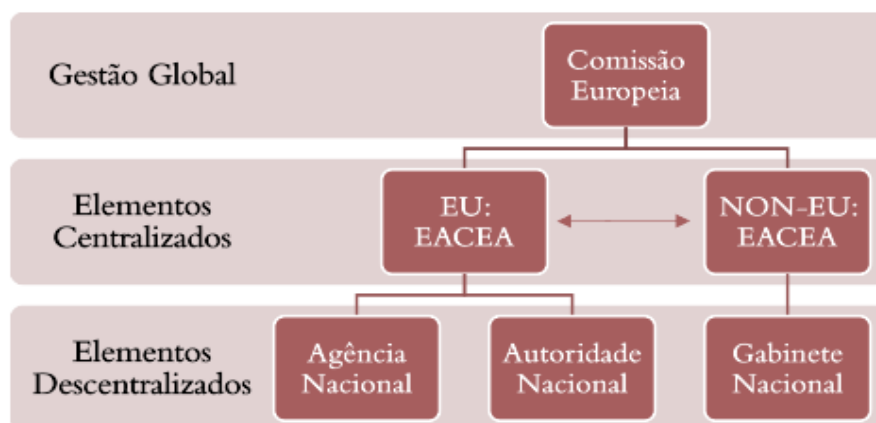 Gestão Global
Comissão
Europeia
Elementos
Centralizados
EU:
EACEA
NON-EU:
EACEA
Elementos
Descentralizados
Agência
Nacional
Autoridade
Nacional
Gabinete
Nacional